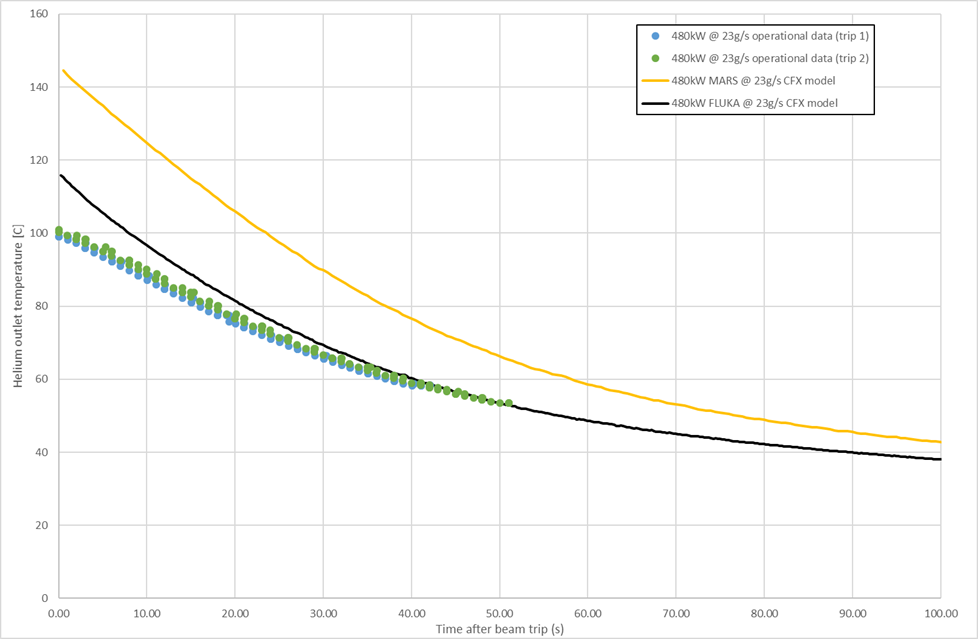 480kW @ 23g/s operational data (trip 1)
480kW @ 23g/s operational data (trip 2)
480kW MARS @ 23g/s CFX model
480kW FLUKA @ 23g/s CFX model
Helium outlet temperature [C]
160
140
120
100
80
60
40
20
0
0.00 10.00 20.00 30.00 40.00 50.00 60.00 70.00 80.00 90.00 100.00
Time after beam trip (s)